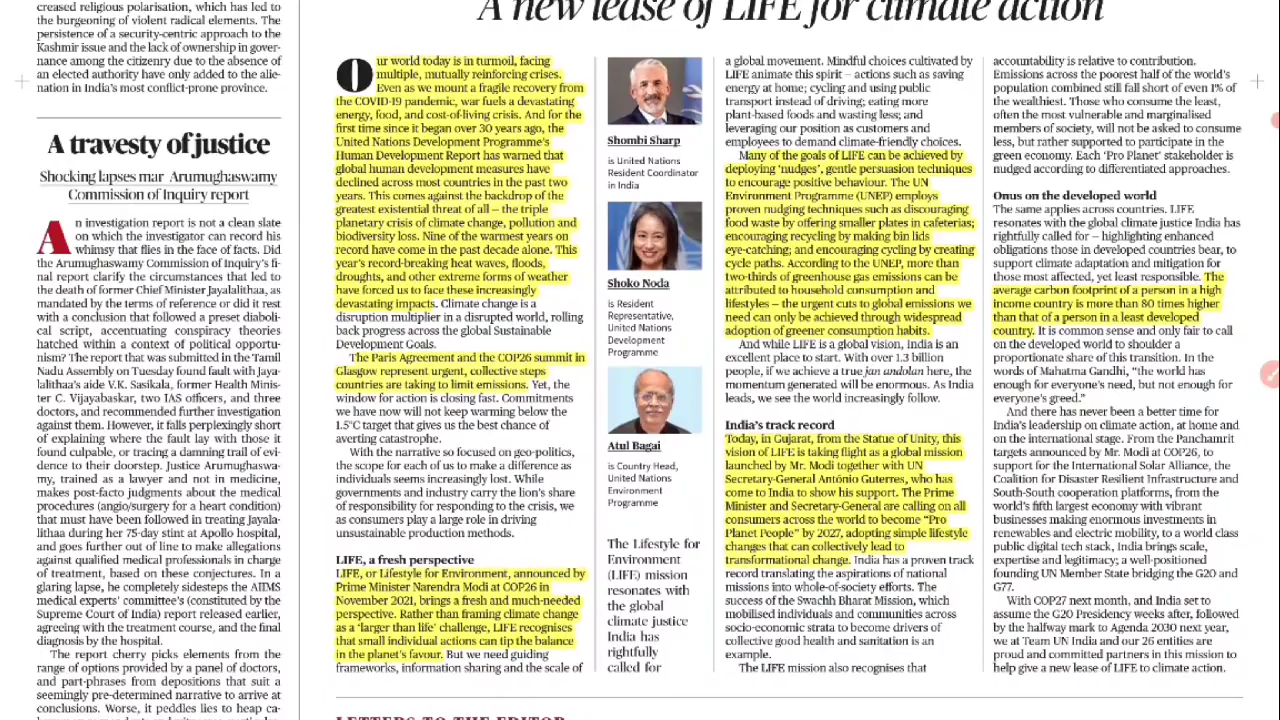 creased religious polarisation, which has led
to the burgeoning of violent radical elements. The
persistence of a security-centric approach to the
Kashmir issue and the lack of ownership in gover-
nance among the citizenry due to the absence of
an elected authority have only added to the alie-
nation in India's most conflict-prone province.
A travesty of justice
Shocking lapses mar Arumughaswamy
Commission of Inquiry report
An investigation report is not a clean slate
on which the investigator can record his
whimsy that flies in the face of facts. Did
the Arumughaswamy Commission of Inquiry's fi-
nal report clarify the circumstances that led to
the death of former Chief Minister Jayalalithaa, as
mandated by the terms of reference or did it rest
with a conclusion that followed a preset diaboli-
cal script, accentuating conspiracy theories
hatched within a context of political opportu-
nism? The report that was submitted in the Tamil
Nadu Assembly on Tuesday found fault with Jaya-
lalithaa's aide V.K. Sasikala, former Health Minis-
ter C. Vijayabaskar, two IAS officers, and three
doctors, and recommended further investigation
against them. However, it falls perplexingly short
of explaining where the fault lay with those it
found culpable, or tracing a damning trail of evi-
dence to their doorstep. Justice Arumughaswa-
my, trained as a lawyer and not in medicine,
makes post-facto judgments about the medical
procedures (angio/surgery for a heart condition)
that must have been followed in treating Jayala-
lithaa during her 75-day stint at Apollo hospital,
and goes further out of line to make allegations
against qualified medical professionals in charge
of treatment, based on these conjectures. In a
glaring lapse, he completely sidesteps the AIIMS
medical experts' committee's (constituted by the
Supreme Court of India) report released earlier,
agreeing with the treatment course, and the final
diagnosis by the hospital.
The report cherry picks elements from the
range of options provided by a panel of doctors,
and part-phrases from depositions that suit a
seemingly pre-determined narrative to arrive at
conclusions. Worse, it peddles lies to heap ca-
A new lease of LIFE for climate action
Our world today is in turmoil, facing
multiple, mutually reinforcing crises.
Even as we mount a fragile recovery from
the COVID-19 pandemic, war fuels a devastating
energy, food, and cost-of-living crisis. And for the
first time since it began over 30 years ago, the
United Nations Development Programme's
Human Development Report has warned that
global human development measures have
declined across most countries in the past two
years. This comes against the backdrop of the
greatest existential threat of all – the triple
planetary crisis of climate change, pollution and
biodiversity loss. Nine of the warmest years on
record have come in the past decade alone. This
year's record-breaking heat waves, floods,
droughts, and other extreme forms of weather
have forced us to face these increasingly
devastating impacts. Climate change is a
disruption multiplier in a disrupted world, rolling
back progress across the global Sustainable
Development Goals.
The Paris Agreement and the COP26 summit in
Glasgow represent urgent, collective steps
countries are taking to limit emissions. Yet, the
window for action is closing fast. Commitments
we have now will not keep warming below the
1.5°C target that gives us the best chance of
averting catastrophe.
With the narrative so focused on geo-politics,
the scope for each of us to make a difference as
individuals seems increasingly lost. While
governments and industry carry the lion's share
of responsibility for responding to the crisis, we
as consumers play a large role in driving
unsustainable production methods.
LIFE, a fresh perspective
LIFE, or Lifestyle for Environment, announced by
Prime Minister Narendra Modi at COP26 in
November 2021, brings a fresh and much-needed
perspective. Rather than framing climate change
as a 'larger than life' challenge, LIFE recognises
that small individual actions can tip the balance
in the planet's favour. But we need guiding
frameworks, information sharing and the scale of
Shombi Sharp
is United Nations
Resident Coordinator
in India
Shoko Noda
is Resident
Representative,
United Nations
Development
Programme
Atul Bagai
is Country Head,
United Nations
Environment
Programme
The Lifestyle for
Environment
(LIFE) mission
resonates with
the global
climate justice
India has
rightfully
called for
a global movement. Mindful choices cultivated by
LIFE animate this spirit – actions such as saving
energy at home; cycling and using public
transport instead of driving; eating more
plant-based foods and wasting less; and
leveraging our position as customers and
employees to demand climate-friendly choices.
Many of the goals of LIFE can be achieved by
deploying 'nudges', gentle persuasion techniques
to encourage positive behaviour. The UN
Environment Programme (UNEP) employs
proven nudging techniques such as discouraging
food waste by offering smaller plates in cafeterias;
encouraging recycling by making bin lids
eye-catching; and encouraging cycling by creating
cycle paths. According to the UNEP, more than
two-thirds of greenhouse gas emissions can be
attributed to household consumption and
lifestyles – the urgent cuts to global emissions we
need can only be achieved through widespread
adoption of greener consumption habits.
And while LIFE is a global vision, India is an
excellent place to start. With over 1.3 billion
people, if we achieve a true jan andolan here, the
momentum generated will be enormous. As India
leads, we see the world increasingly follow.
India's track record
Today, in Gujarat, from the Statue of Unity, this
vision of LIFE is taking flight as a global mission
launched by Mr. Modi together with UN
Secretary-General António Guterres, who has
come to India to show his support. The Prime
Minister and Secretary-General are calling on all
consumers across the world to become "Pro
Planet People" by 2027, adopting simple lifestyle
changes that can collectively lead to
transformational change. India has a proven track
record translating the aspirations of national
missions into whole-of-society efforts. The
success of the Swachh Bharat Mission, which
mobilised individuals and communities across
socio-economic strata to become drivers of
collective good health and sanitation is an
example.
The LIFE mission also recognises that
accountability is relative to contribution.
Emissions across the poorest half of the world's
population combined still fall short of even 1% of
the wealthiest. Those who consume the least,
often the most vulnerable and marginalised
members of society, will not be asked to consume
less, but rather supported to participate in the
green economy. Each 'Pro Planet' stakeholder is
nudged according to differentiated approaches.
Onus on the developed world
The same applies across countries. LIFE
resonates with the global climate justice India has
rightfully called for – highlighting enhanced
obligations those in developed countries bear, to
support climate adaptation and mitigation for
those most affected, yet least responsible. The
average carbon footprint of a person in a high
income country is more than 80 times higher
than that of a person in a least developed
country. It is common sense and only fair to call
on the developed world to shoulder a
proportionate share of this transition. In the
words of Mahatma Gandhi, "the world has
enough for everyone's need, but not enough for
everyone's greed."
And there has never been a better time for
India's leadership on climate action, at home and
on the international stage. From the Panchamrit
targets announced by Mr. Modi at COP26, to
support for the International Solar Alliance, the
Coalition for Disaster Resilient Infrastructure and
South-South cooperation platforms, from the
world's fifth largest economy with vibrant
businesses making enormous investments in
renewables and electric mobility, to a world class
public digital tech stack, India brings scale,
expertise and legitimacy; a well-positioned
founding UN Member State bridging the G20 and
G77.
With COP27 next month, and India set to
assume the G20 Presidency weeks after, followed
by the halfway mark to Agenda 2030 next year,
we at Team UN India and our 26 entities are
proud and committed partners in this mission to
help give a new lease of LIFE to climate action.
LETTERS TO THE EDITOR